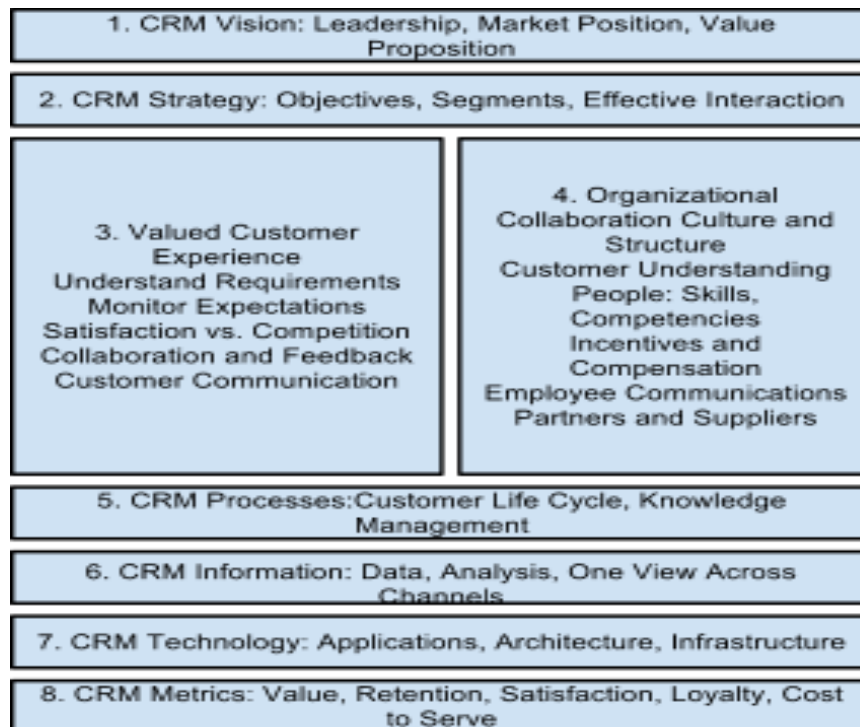 1. CRM Vision: Leadership, Market Position, Value
Proposition
2. CRM Strategy: Objectives, Segments, Effective Interaction
3. Valued Customer
Experience
Understand Requirements
Monitor Expectations
Satisfaction vs. Competition
Collaboration and Feedback
Customer Communication
4. Organizational
Collaboration Culture and
Structure
Customer Understanding
People: Skills,
Competencies
Incentives and
Compensation
Employee Communications
Partners and Suppliers
5. CRM Processes:Customer Life Cycle, Knowledge
Management
6. CRM Information: Data, Analysis, One View Across
Channels
7. CRM Technology: Applications, Architecture, Infrastructure
8. CRM Metrics: Value, Retention, Satisfaction, Loyalty, Cost
to Serve